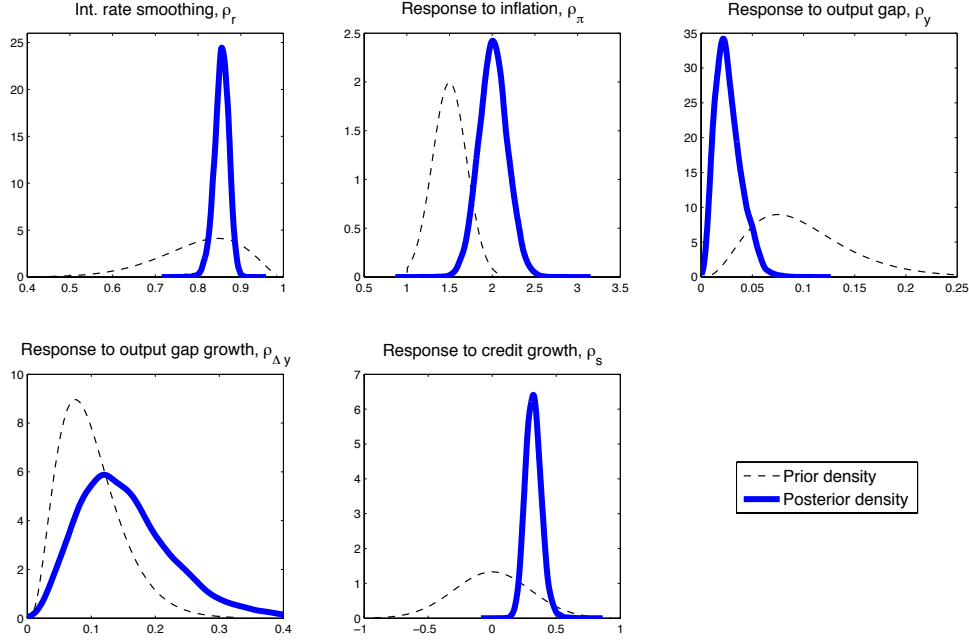 Int. rate smoothing, ρ_r
25
20
15
10
5
0
0.4 0.5 0.6 0.7 0.8 0.9 1
Response to inflation, ρ_π
2.5
2
1.5
1
0.5
0
0.5 1 1.5 2 2.5 3 3.5
Response to output gap, ρ_y
35
30
25
20
15
10
5
0
0 0.05 0.1 0.15 0.2 0.25
Response to output gap growth, ρ_Δ y
10
8
6
4
2
0
0 0.1 0.2 0.3 0.4
Response to credit growth, ρ_s
7
6
5
4
3
2
1
0
−1 −0.5 0 0.5 1
Prior density
Posterior density